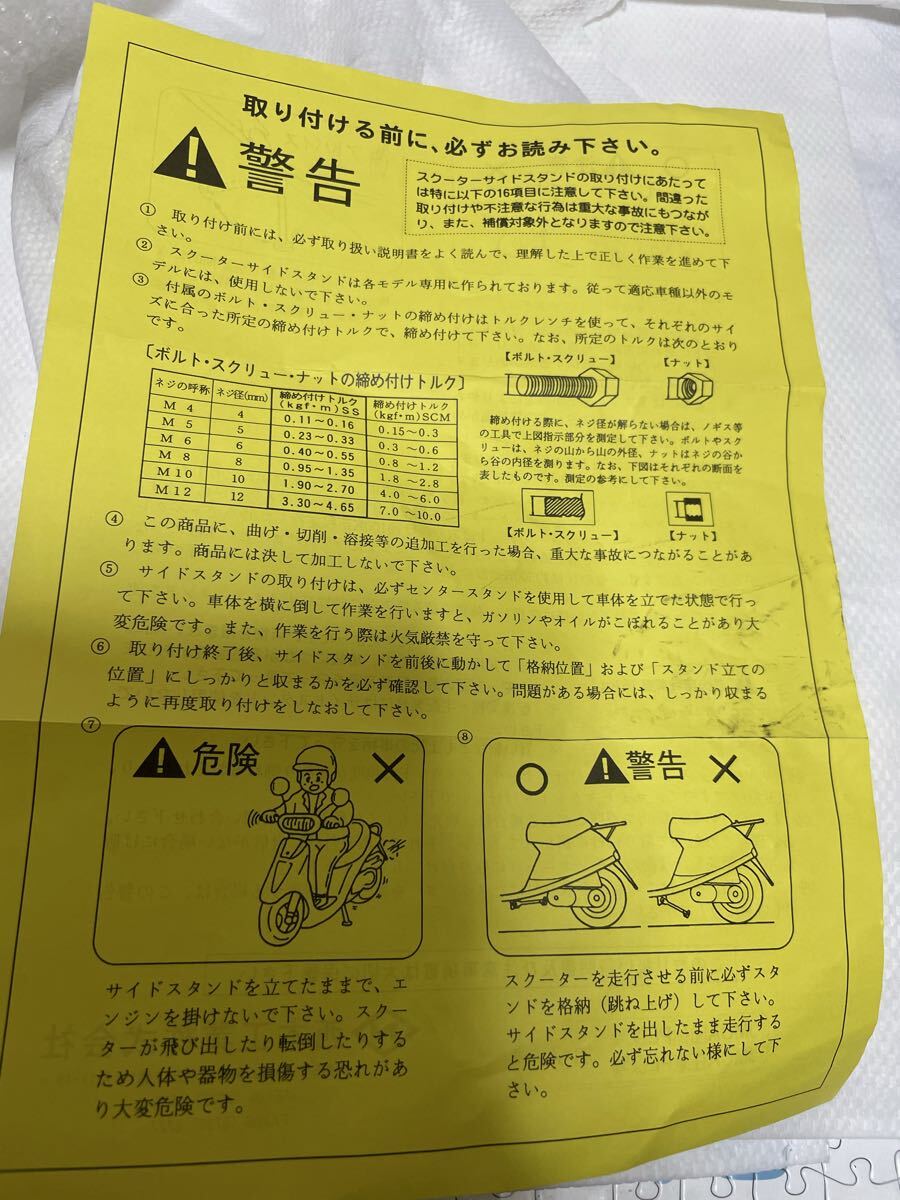 取り付ける前に、必ずお読み下さい。
警告
スクーターサイドスタンドの取り付けにあたって
は特に以下の16項目に注意して下さい。間違った
取り付けや不注意な行為は重大な事故にもつなが
り、また、補償対象外となりますので注意下さい。
① 取り付け前には、必ず取り扱い説明書をよく読んで、理解した上で正しく作業を進めて下
さい。
② スクーターサイドスタンドは各モデル専用に作られております。従って適応車種以外のモ
デルには、使用しないで下さい。
③ 付属のボルト・スクリュー・ナットの締め付けはトルクレンチを使って、それぞれのサイ
ズに合った所定の締め付けトルクで、締め付けて下さい。なお、所定のトルクは次のとおり
です。
[ボルト・スクリュー・ナットの締め付けトルク]
ネジの呼称 ネジ径(mm) 締め付けトルク(kgf・m)SS 締め付けトルク(kgf・m)SCM
M 4 4 0.11〜0.16 0.15〜0.3
M 5 5 0.23〜0.33 0.3 〜0.6
M 6 6 0.40〜0.55 0.8 〜1.2
M 8 8 0.95〜1.35 1.8 〜2.8
M10 10 1.90〜2.70 4.0 〜6.0
M12 12 3.30〜4.65 7.0 〜10.0
【ボルト・スクリュー】 【ナット】
締め付ける際に、ネジ径が解らない場合は、ノギス等
の工具で上図指示部分を測定して下さい。ボルトやスク
リューは、ネジの山から山の外径、ナットはネジの谷か
ら谷の内径を測ります。なお、下図はそれぞれの断面を
表したものです。測定の参考にして下さい。
【ボルト・スクリュー】 【ナット】
④ この商品に、曲げ・切削・溶接等の追加工を行った場合、重大な事故につながることがあ
ります。商品には決して加工しないで下さい。
⑤ サイドスタンドの取り付けは、必ずセンタースタンドを使用して車体を立てた状態で行っ
て下さい。車体を横に倒して作業を行いますと、ガソリンやオイルがこぼれることがあり大
変危険です。また、作業を行う際は火気厳禁を守って下さい。
⑥ 取り付け終了後、サイドスタンドを前後に動かして「格納位置」および「スタンド立ての
位置」にしっかりと収まるかを必ず確認して下さい。問題がある場合には、しっかり収まる
ように再度取り付けをしなおして下さい。
⑦
危険 ×
サイドスタンドを立てたままで、エ
ンジンを掛けないで下さい。スクー
ターが飛び出したり転倒したりする
ため人体や器物を損傷する恐れがあ
り大変危険です。
⑧
○ 警告 ×
スクーターを走行させる前に必ずスタ
ンドを格納（跳ね上げ）して下さい。
サイドスタンドを出したまま走行する
と危険です。必ず忘れない様にして下
さい。